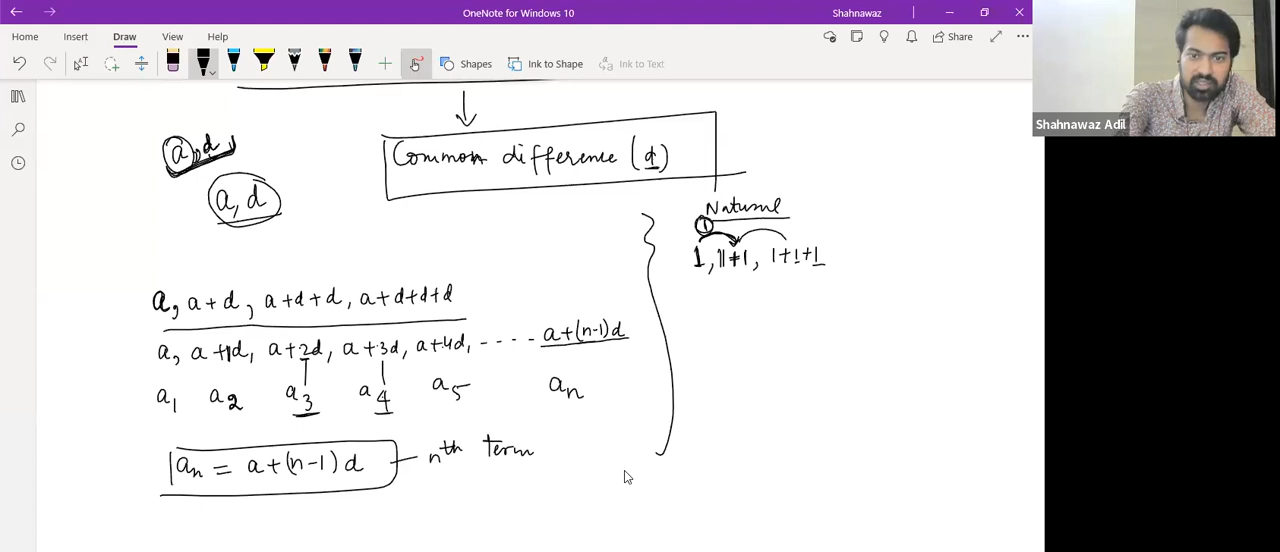 OneNote for Windows 10
Shahnawaz
Home Insert Draw View Help
Share
Shapes
Ink to Shape
Ink to Text
Shahnawaz Adil
a, d,
Common difference (d)
a, d
Natural
1
1, 1+1, 1+1+1
a, a+d, a+d+d, a+d+d+d
a, a+1d, a+2d, a+3d, a+4d, ---- a+(n-1)d
a1 a2 a3 a4 a5 an
an = a+(n-1)d — nth term